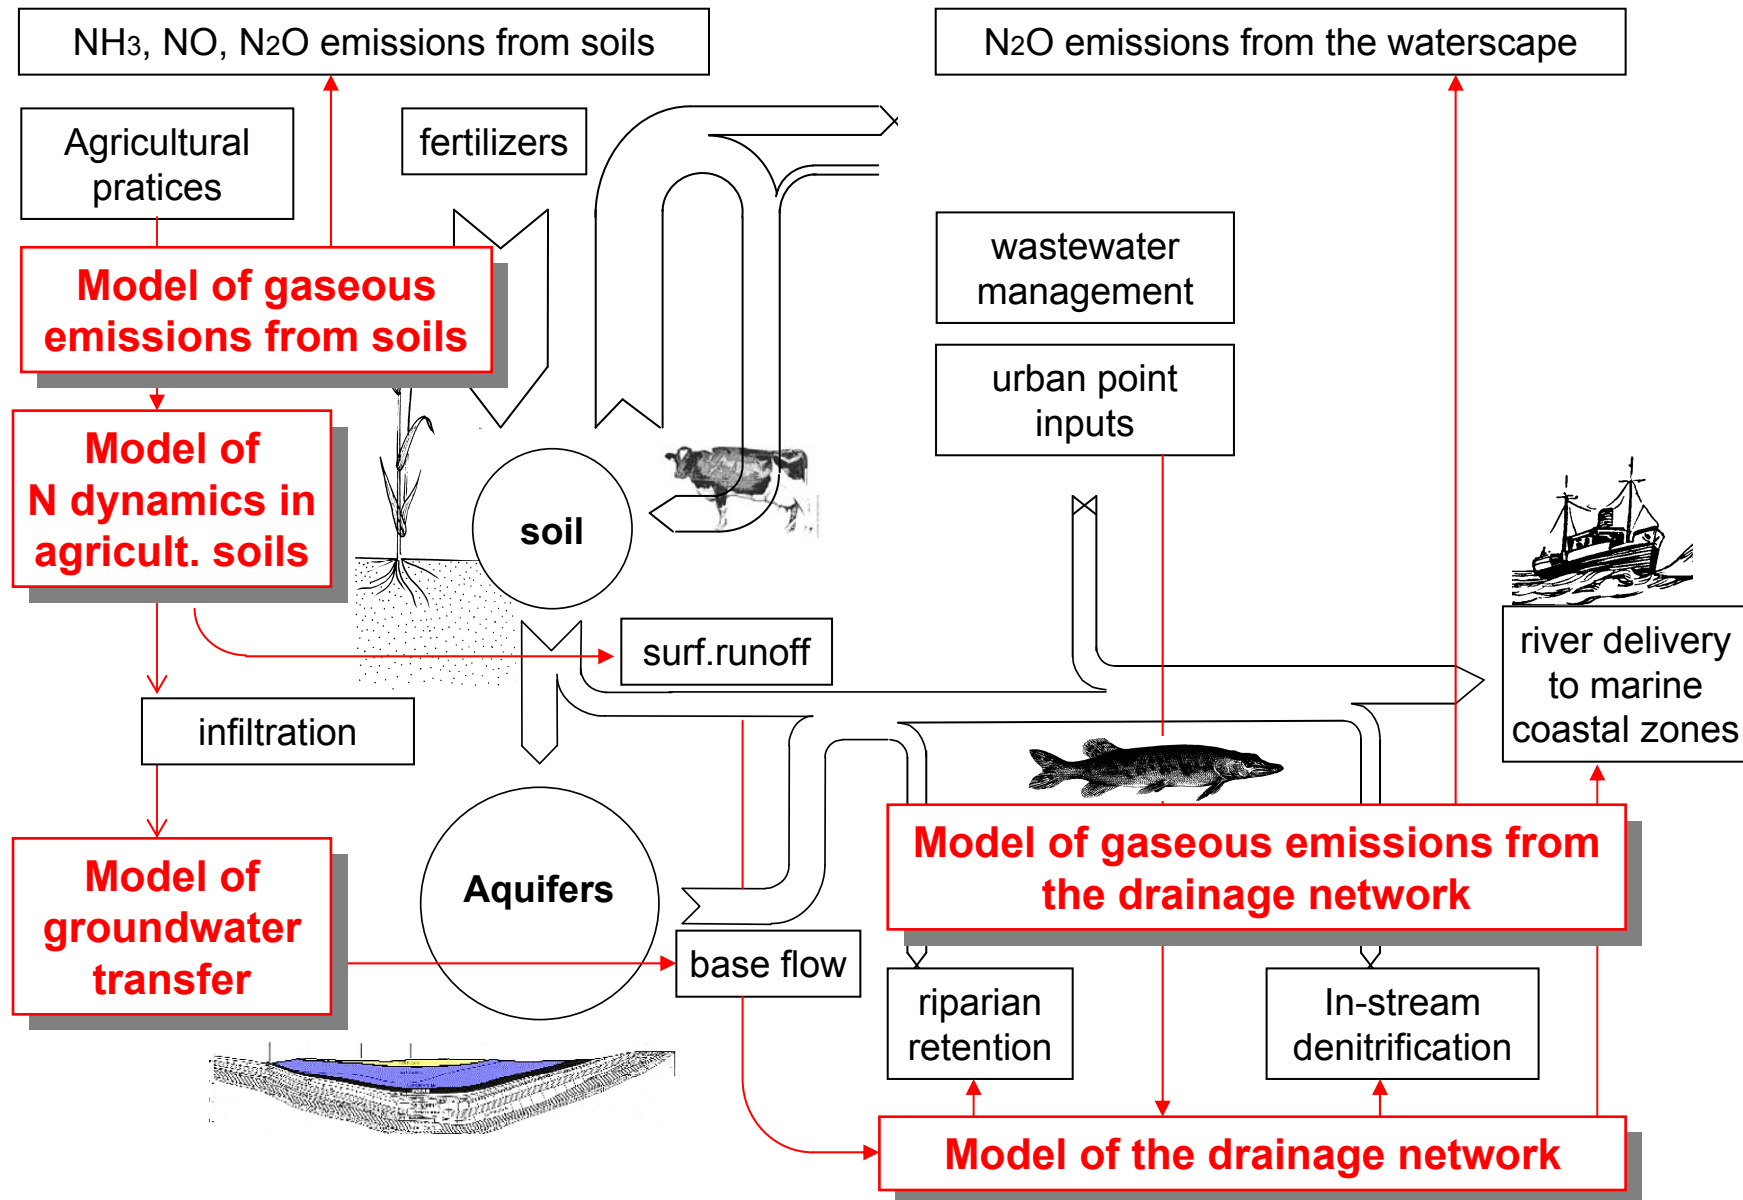 NH3, NO, N2O emissions from soils
N2O emissions from the waterscape
Agricultural
pratices
fertilizers
wastewater
management
Model of gaseous
emissions from soils
urban point
inputs
Model of
N dynamics in
agricult. soils
soil
surf.runoff
river delivery
to marine
coastal zones
infiltration
Model of
groundwater
transfer
Aquifers
Model of gaseous emissions from
the drainage network
base flow
riparian
retention
In-stream
denitrification
Model of the drainage network